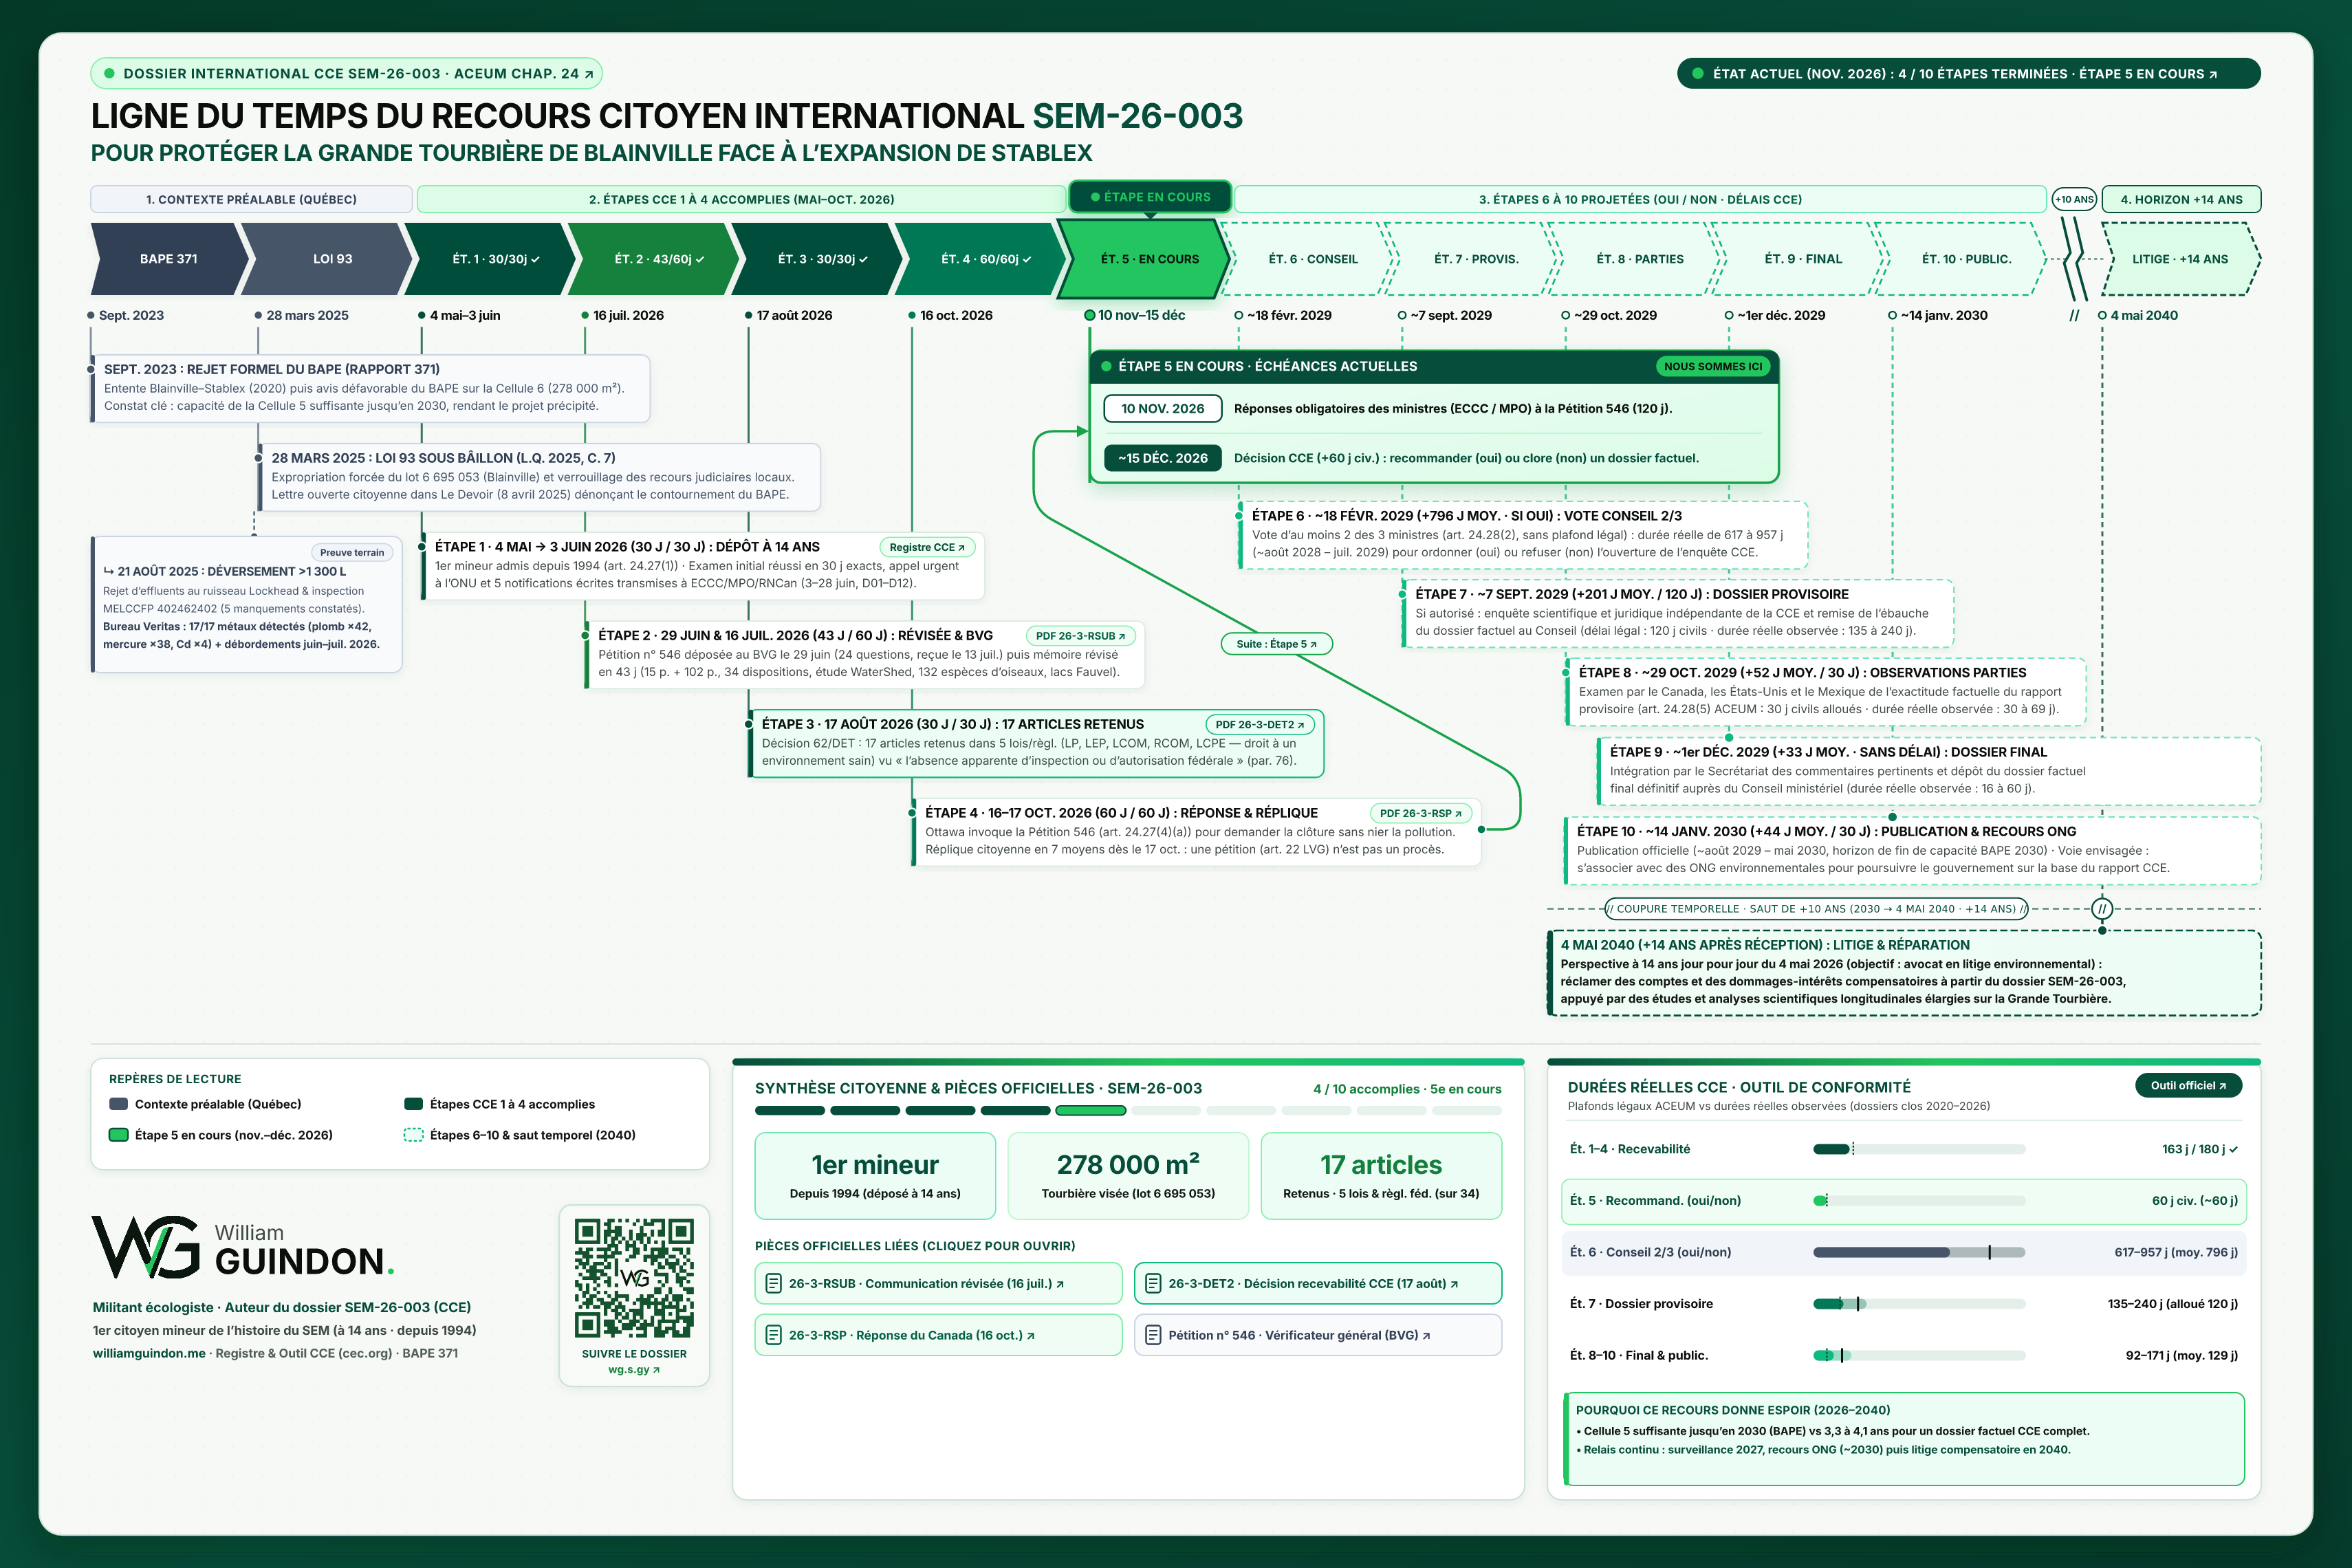 DOSSIER INTERNATIONAL CCE SEM-26-003 · ACEUM CHAP. 24 ↗
ÉTAT ACTUEL (NOV. 2026) : 4 / 10 ÉTAPES TERMINÉES · ÉTAPE 5 EN COURS ↗
LIGNE DU TEMPS DU RECOURS CITOYEN INTERNATIONAL SEM-26-003
POUR PROTÉGER LA GRANDE TOURBIÈRE DE BLAINVILLE FACE À L’EXPANSION DE STABLEX
1. CONTEXTE PRÉALABLE (QUÉBEC)
2. ÉTAPES CCE 1 À 4 ACCOMPLIES (MAI–OCT. 2026)
ÉTAPE EN COURS
3. ÉTAPES 6 À 10 PROJETÉES (OUI / NON · DÉLAIS CCE)
+10 ANS
4. HORIZON +14 ANS
BAPE 371
LOI 93
ÉT. 1 · 30/30j ✓
ÉT. 2 · 43/60j ✓
ÉT. 3 · 30/30j ✓
ÉT. 4 · 60/60j ✓
ÉT. 5 · EN COURS
ÉT. 6 · CONSEIL
ÉT. 7 · PROVIS.
ÉT. 8 · PARTIES
ÉT. 9 · FINAL
ÉT. 10 · PUBLIC.
LITIGE · +14 ANS
Sept. 2023
28 mars 2025
4 mai–3 juin
16 juil. 2026
17 août 2026
16 oct. 2026
10 nov–15 déc
~18 févr. 2029
~7 sept. 2029
~29 oct. 2029
~1er déc. 2029
~14 janv. 2030
//
4 mai 2040
SEPT. 2023 : REJET FORMEL DU BAPE (RAPPORT 371)
Entente Blainville–Stablex (2020) puis avis défavorable du BAPE sur la Cellule 6 (278 000 m²).
Constat clé : capacité de la Cellule 5 suffisante jusqu’en 2030, rendant le projet précipité.
28 MARS 2025 : LOI 93 SOUS BÂILLON (L.Q. 2025, C. 7)
Expropriation forcée du lot 6 695 053 (Blainville) et verrouillage des recours judiciaires locaux.
Lettre ouverte citoyenne dans Le Devoir (8 avril 2025) dénonçant le contournement du BAPE.
Preuve terrain
↳ 21 AOÛT 2025 : DÉVERSEMENT >1 300 L
Rejet d’effluents au ruisseau Lockhead & inspection
MELCCFP 402462402 (5 manquements constatés).
Bureau Veritas : 17/17 métaux détectés (plomb ×42,
mercure ×38, Cd ×4) + débordements juin–juil. 2026.
ÉTAPE 1 · 4 MAI → 3 JUIN 2026 (30 J / 30 J) : DÉPÔT À 14 ANS
Registre CCE ↗
1er mineur admis depuis 1994 (art. 24.27(1)) · Examen initial réussi en 30 j exacts, appel urgent
à l’ONU et 5 notifications écrites transmises à ECCC/MPO/RNCan (3–28 juin, D01–D12).
ÉTAPE 2 · 29 JUIN & 16 JUIL. 2026 (43 J / 60 J) : RÉVISÉE & BVG
PDF 26-3-RSUB ↗
Pétition n° 546 déposée au BVG le 29 juin (24 questions, reçue le 13 juil.) puis mémoire révisé
en 43 j (15 p. + 102 p., 34 dispositions, étude WaterShed, 132 espèces d’oiseaux, lacs Fauvel).
ÉTAPE 3 · 17 AOÛT 2026 (30 J / 30 J) : 17 ARTICLES RETENUS
PDF 26-3-DET2 ↗
Décision 62/DET : 17 articles retenus dans 5 lois/règl. (LP, LEP, LCOM, RCOM, LCPE — droit à un
environnement sain) vu « l’absence apparente d’inspection ou d’autorisation fédérale » (par. 76).
ÉTAPE 4 · 16–17 OCT. 2026 (60 J / 60 J) : RÉPONSE & RÉPLIQUE
PDF 26-3-RSP ↗
Ottawa invoque la Pétition 546 (art. 24.27(4)(a)) pour demander la clôture sans nier la pollution.
Réplique citoyenne en 7 moyens dès le 17 oct. : une pétition (art. 22 LVG) n’est pas un procès.
Suite : Étape 5 ↗
ÉTAPE 5 EN COURS · ÉCHÉANCES ACTUELLES
NOUS SOMMES ICI
10 NOV. 2026
Réponses obligatoires des ministres (ECCC / MPO) à la Pétition 546 (120 j).
~15 DÉC. 2026
Décision CCE (+60 j civ.) : recommander (oui) ou clore (non) un dossier factuel.
ÉTAPE 6 · ~18 FÉVR. 2029 (+796 J MOY. · SI OUI) : VOTE CONSEIL 2/3
Vote d’au moins 2 des 3 ministres (art. 24.28(2), sans plafond légal) : durée réelle de 617 à 957 j
(~août 2028 – juil. 2029) pour ordonner (oui) ou refuser (non) l’ouverture de l’enquête CCE.
ÉTAPE 7 · ~7 SEPT. 2029 (+201 J MOY. / 120 J) : DOSSIER PROVISOIRE
Si autorisé : enquête scientifique et juridique indépendante de la CCE et remise de l’ébauche
du dossier factuel au Conseil (délai légal : 120 j civils · durée réelle observée : 135 à 240 j).
ÉTAPE 8 · ~29 OCT. 2029 (+52 J MOY. / 30 J) : OBSERVATIONS PARTIES
Examen par le Canada, les États-Unis et le Mexique de l’exactitude factuelle du rapport
provisoire (art. 24.28(5) ACEUM : 30 j civils alloués · durée réelle observée : 30 à 69 j).
ÉTAPE 9 · ~1er DÉC. 2029 (+33 J MOY. · SANS DÉLAI) : DOSSIER FINAL
Intégration par le Secrétariat des commentaires pertinents et dépôt du dossier factuel
final définitif auprès du Conseil ministériel (durée réelle observée : 16 à 60 j).
ÉTAPE 10 · ~14 JANV. 2030 (+44 J MOY. / 30 J) : PUBLICATION & RECOURS ONG
Publication officielle (~août 2029 – mai 2030, horizon de fin de capacité BAPE 2030) · Voie envisagée :
s’associer avec des ONG environnementales pour poursuivre le gouvernement sur la base du rapport CCE.
// COUPURE TEMPORELLE · SAUT DE +10 ANS (2030 → 4 MAI 2040 · +14 ANS) //
//
4 MAI 2040 (+14 ANS APRÈS RÉCEPTION) : LITIGE & RÉPARATION
Perspective à 14 ans jour pour jour du 4 mai 2026 (objectif : avocat en litige environnemental) :
réclamer des comptes et des dommages-intérêts compensatoires à partir du dossier SEM-26-003,
appuyé par des études et analyses scientifiques longitudinales élargies sur la Grande Tourbière.
REPÈRES DE LECTURE
Contexte préalable (Québec)
Étapes CCE 1 à 4 accomplies
Étape 5 en cours (nov.–déc. 2026)
Étapes 6–10 & saut temporel (2040)
WG
William
GUINDON.
Militant écologiste · Auteur du dossier SEM-26-003 (CCE)
1er citoyen mineur de l’histoire du SEM (à 14 ans · depuis 1994)
williamguindon.me · Registre & Outil CCE (cec.org) · BAPE 371
WG
SUIVRE LE DOSSIER
wg.s.gy ↗
SYNTHÈSE CITOYENNE & PIÈCES OFFICIELLES · SEM-26-003
4 / 10 accomplies · 5e en cours
1er mineur
Depuis 1994 (déposé à 14 ans)
278 000 m²
Tourbière visée (lot 6 695 053)
17 articles
Retenus · 5 lois & règl. féd. (sur 34)
PIÈCES OFFICIELLES LIÉES (CLIQUEZ POUR OUVRIR)
26-3-RSUB · Communication révisée (16 juil.) ↗
26-3-DET2 · Décision recevabilité CCE (17 août) ↗
26-3-RSP · Réponse du Canada (16 oct.) ↗
Pétition n° 546 · Vérificateur général (BVG) ↗
DURÉES RÉELLES CCE · OUTIL DE CONFORMITÉ
Outil officiel ↗
Plafonds légaux ACEUM vs durées réelles observées (dossiers clos 2020–2026)
Ét. 1–4 · Recevabilité
163 j / 180 j ✓
Ét. 5 · Recommand. (oui/non)
60 j civ. (~60 j)
Ét. 6 · Conseil 2/3 (oui/non)
617–957 j (moy. 796 j)
Ét. 7 · Dossier provisoire
135–240 j (alloué 120 j)
Ét. 8–10 · Final & public.
92–171 j (moy. 129 j)
POURQUOI CE RECOURS DONNE ESPOIR (2026–2040)
• Cellule 5 suffisante jusqu’en 2030 (BAPE) vs 3,3 à 4,1 ans pour un dossier factuel CCE complet.
• Relais continu : surveillance 2027, recours ONG (~2030) puis litige compensatoire en 2040.